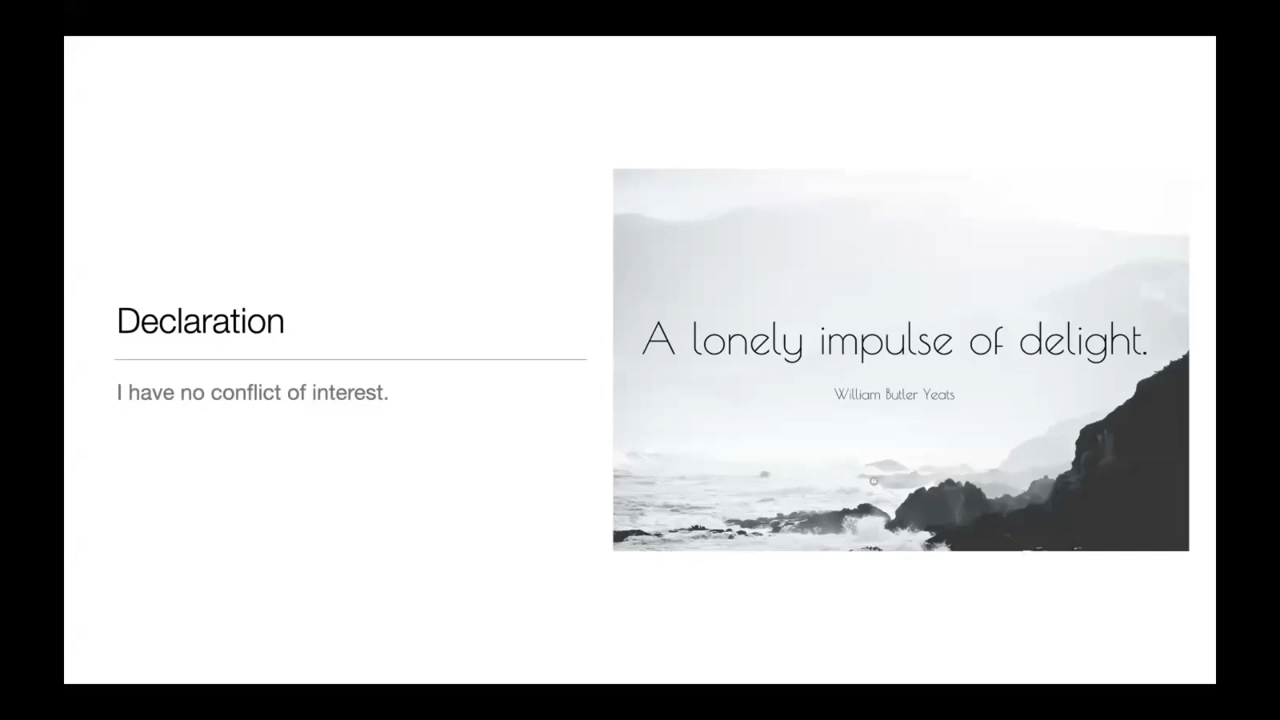 Declaration
I have no conflict of interest.
A lonely impulse of delight.
William Butler Yeats